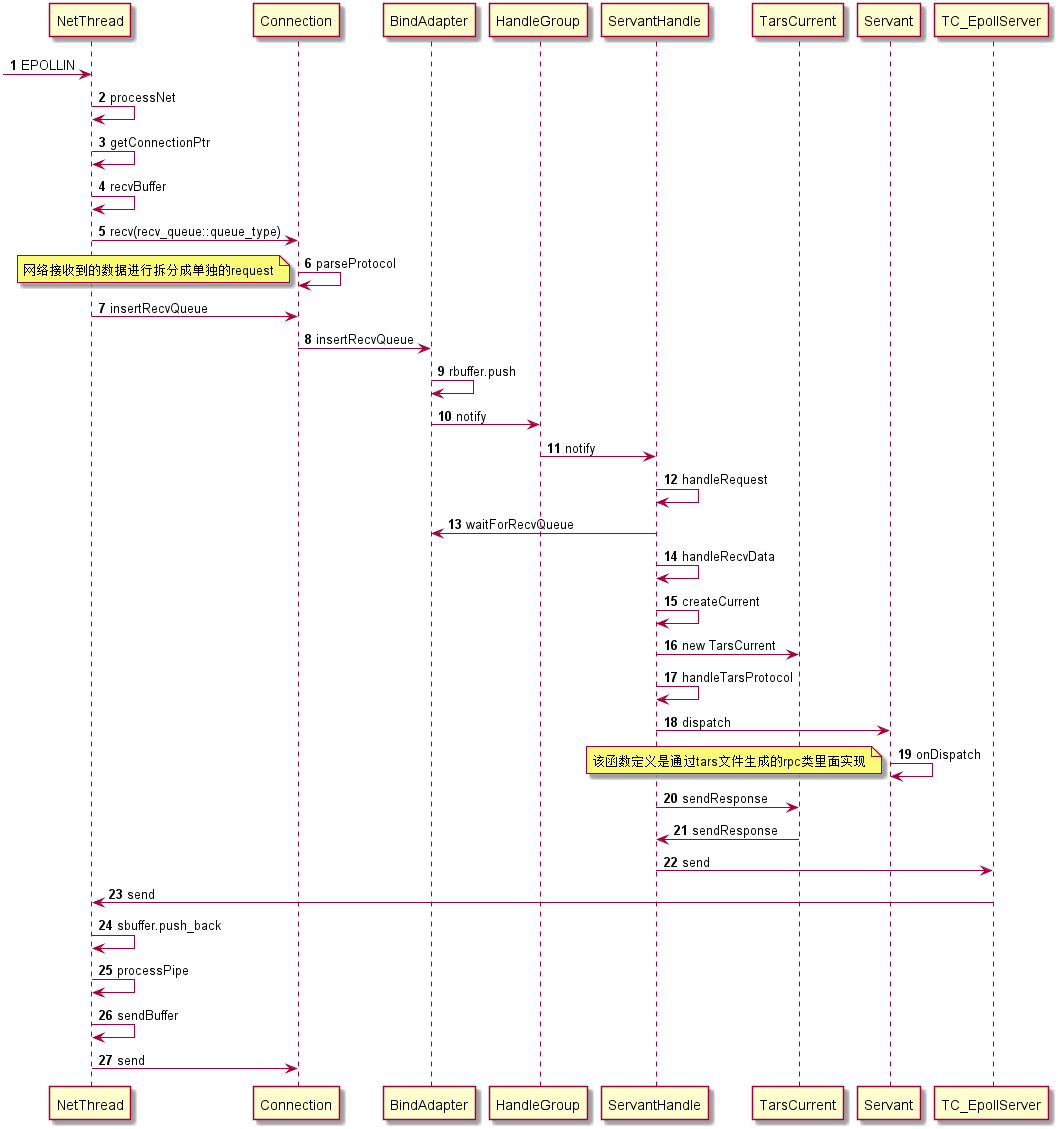 NetThread Connection BindAdapter HandleGroup ServantHandle TarsCurrent Servant TC_EpollServer
1 EPOLLIN
2 processNet
3 getConnectionPtr
4 recvBuffer
5 recv(recv_queue::queue_type)
网络接收到的数据进行拆分成单独的request
6 parseProtocol
7 insertRecvQueue
8 insertRecvQueue
9 rbuffer.push
10 notify
11 notify
12 handleRequest
13 waitForRecvQueue
14 handleRecvData
15 createCurrent
16 new TarsCurrent
17 handleTarsProtocol
18 dispatch
该函数定义是通过tars文件生成的rpc类里面实现
19 onDispatch
20 sendResponse
21 sendResponse
22 send
23 send
24 sbuffer.push_back
25 processPipe
26 sendBuffer
27 send
NetThread Connection BindAdapter HandleGroup ServantHandle TarsCurrent Servant TC_EpollServer